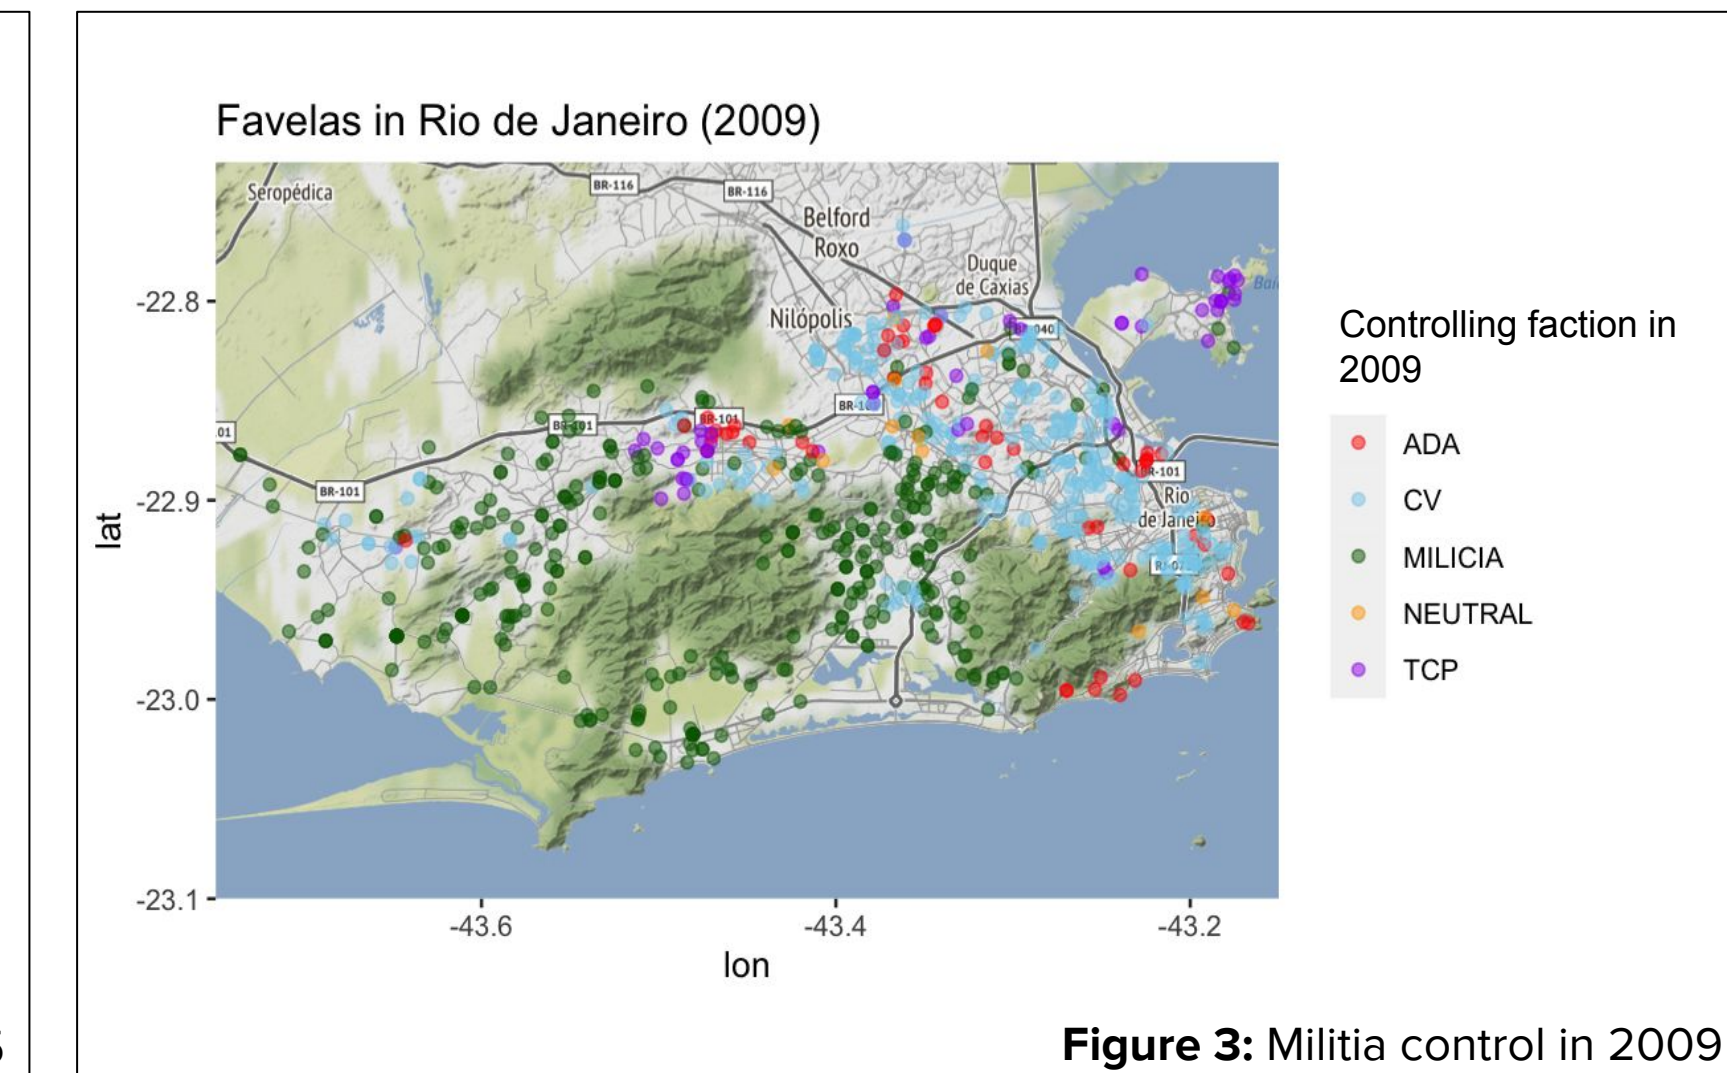 Favelas in Rio de Janeiro (2009)
Seropédica
BR-116
BR-116
Belford
Roxo
Duque
de Caxias
Nilópolis
-22.8
BR-101
BR-101
01
BR-101
BR-101
Rio
de Janeiro
-22.9
-23.0
-23.1
lat
-43.6
-43.4
-43.2
lon
Controlling faction in
2009
ADA
CV
MILICIA
NEUTRAL
TCP
Figure 3: Militia control in 2009